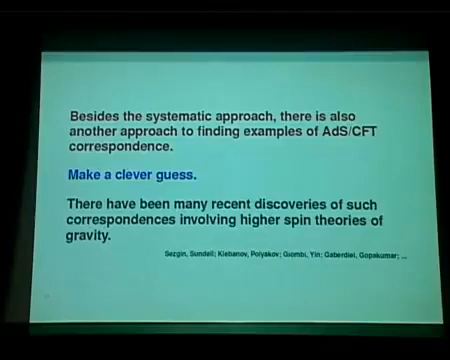 Besides the systematic approach, there is also
another approach to finding examples of AdS/CFT
correspondence.
Make a clever guess.
There have been many recent discoveries of such
correspondences involving higher spin theories of
gravity.
Sezgin, Sundell; Klebanov, Polyakov; Giombi, Yin; Gaberdiel, Gopakumar; ...